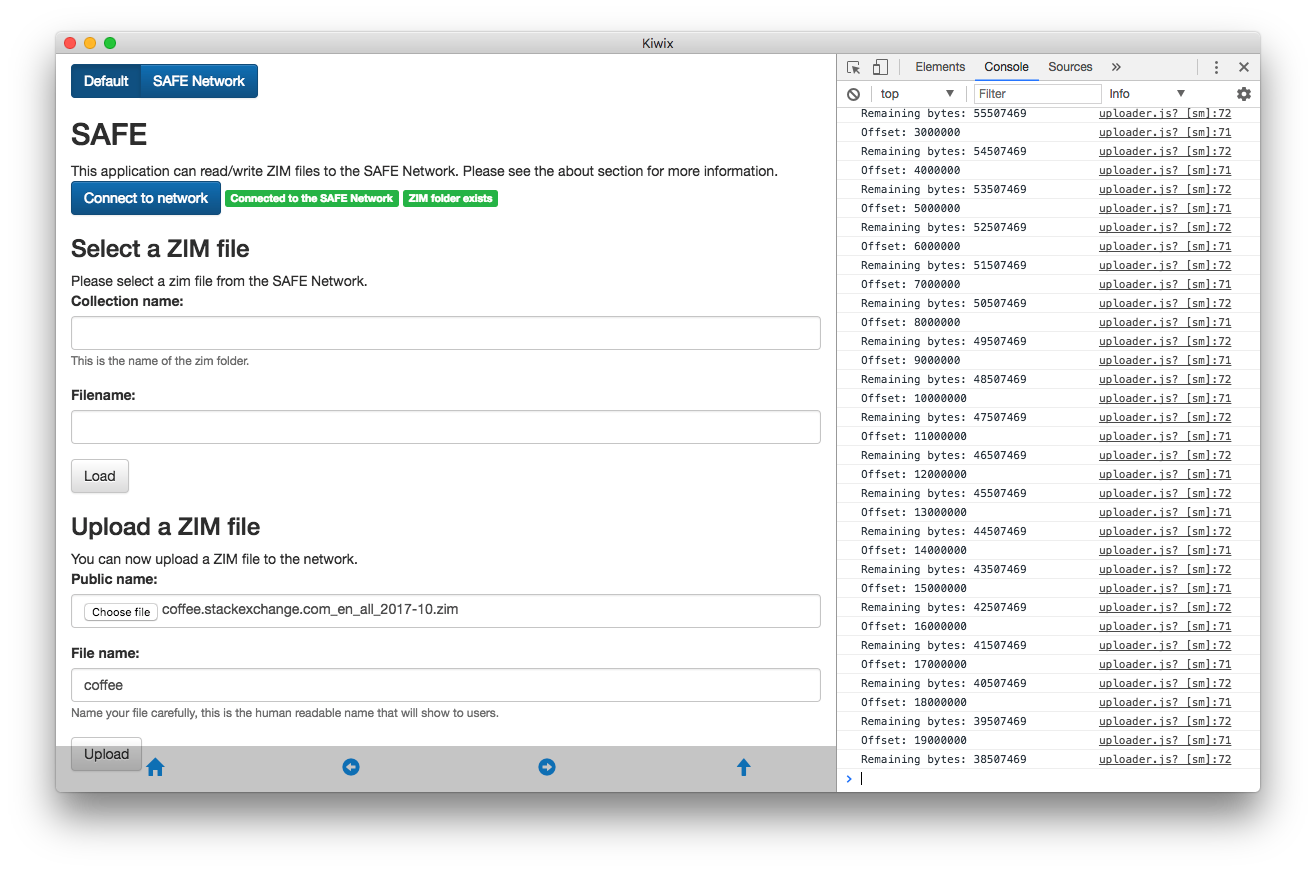 Kiwix
Default SAFE Network
SAFE
This application can read/write ZIM files to the SAFE Network. Please see the about section for more information.
Connect to network Connected to the SAFE Network ZIM folder exists
Select a ZIM file
Please select a zim file from the SAFE Network.
Collection name:
This is the name of the zim folder.
Filename:
Load
Upload a ZIM file
You can now upload a ZIM file to the network.
Public name:
Choose file coffee.stackexchange.com_en_all_2017-10.zim
File name:
coffee
Name your file carefully, this is the human readable name that will show to users.
Upload
Elements Console Sources »
top Filter Info
Remaining bytes: 55507469 uploader.js? [sm]:72
Offset: 3000000 uploader.js? [sm]:71
Remaining bytes: 54507469 uploader.js? [sm]:72
Offset: 4000000 uploader.js? [sm]:71
Remaining bytes: 53507469 uploader.js? [sm]:72
Offset: 5000000 uploader.js? [sm]:71
Remaining bytes: 52507469 uploader.js? [sm]:72
Offset: 6000000 uploader.js? [sm]:71
Remaining bytes: 51507469 uploader.js? [sm]:72
Offset: 7000000 uploader.js? [sm]:71
Remaining bytes: 50507469 uploader.js? [sm]:72
Offset: 8000000 uploader.js? [sm]:71
Remaining bytes: 49507469 uploader.js? [sm]:72
Offset: 9000000 uploader.js? [sm]:71
Remaining bytes: 48507469 uploader.js? [sm]:72
Offset: 10000000 uploader.js? [sm]:71
Remaining bytes: 47507469 uploader.js? [sm]:72
Offset: 11000000 uploader.js? [sm]:71
Remaining bytes: 46507469 uploader.js? [sm]:72
Offset: 12000000 uploader.js? [sm]:71
Remaining bytes: 45507469 uploader.js? [sm]:72
Offset: 13000000 uploader.js? [sm]:71
Remaining bytes: 44507469 uploader.js? [sm]:72
Offset: 14000000 uploader.js? [sm]:71
Remaining bytes: 43507469 uploader.js? [sm]:72
Offset: 15000000 uploader.js? [sm]:71
Remaining bytes: 42507469 uploader.js? [sm]:72
Offset: 16000000 uploader.js? [sm]:71
Remaining bytes: 41507469 uploader.js? [sm]:72
Offset: 17000000 uploader.js? [sm]:71
Remaining bytes: 40507469 uploader.js? [sm]:72
Offset: 18000000 uploader.js? [sm]:71
Remaining bytes: 39507469 uploader.js? [sm]:72
Offset: 19000000 uploader.js? [sm]:71
Remaining bytes: 38507469 uploader.js? [sm]:72